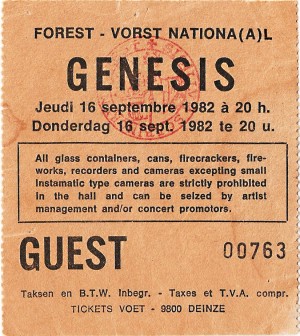 FOREST - VORST NATIONA(A)L
GENESIS
Jeudi 16 septembre 1982 à 20 h.
Donderdag 16 sept. 1982 te 20 u.
All glass containers, cans, firecrackers, fire-
works, recorders and cameras excepting small
Instamatic type cameras are strictly prohibited
in the hall and can be seized by artist
management and/or concert promotors.
GUEST 00763
Taksen en B.T.W. Inbegr. - Taxes et T.V.A. compr.
TICKETS VOET - 9800 DEINZE